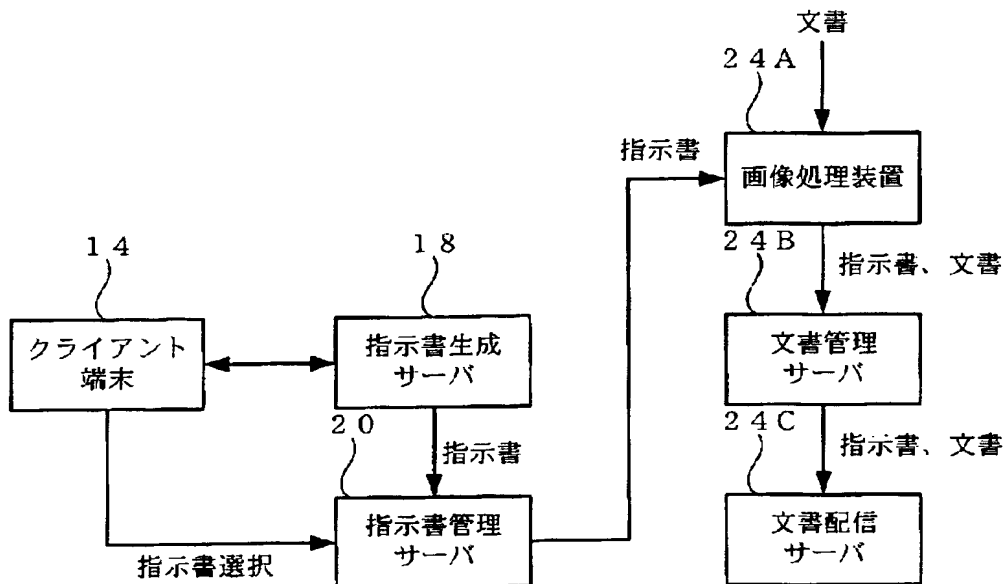 文書
２４Ａ
指示書
画像処理装置
１４
１８
２４Ｂ
指示書、文書
クライアント
端末
指示書生成
サーバ
文書管理
サーバ
２０
指示書
２４Ｃ
指示書、文書
指示書選択
指示書管理
サーバ
文書配信
サーバ